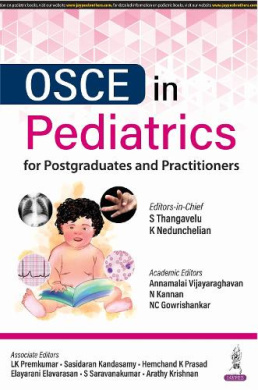 OSCE in
Pediatrics
for Postgraduates and Practitioners
Editors-in-Chief
S Thangavelu
K Nedunchelian
Academic Editors
Annamalai Vijayaraghavan
N Kannan
NC Gowrishankar
Associate Editors
LK Premkumar • Sasidaran Kandasamy • Hemchand K Prasad
Elayarani Elavarasan • S Saravanakumar • Arathy Krishnan